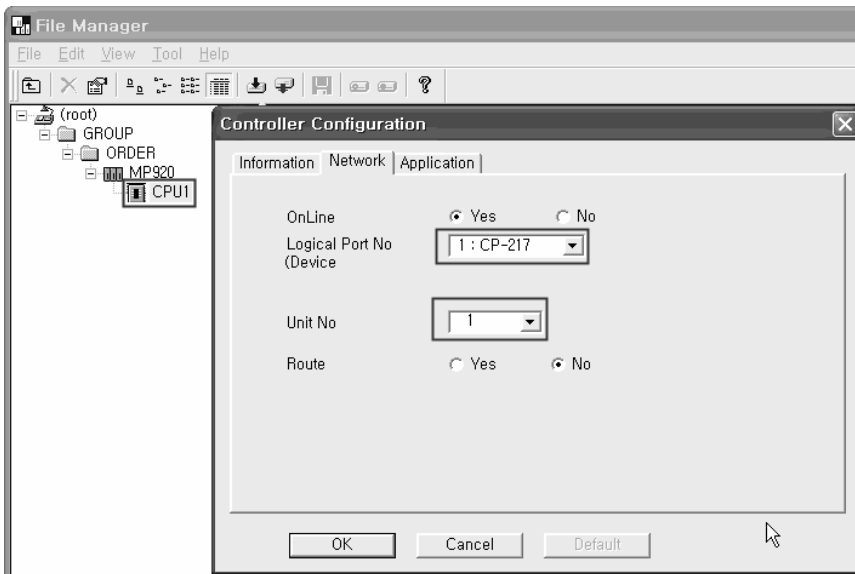 File Manager
File Edit View Tool Help
(root)
GROUP
ORDER
MP920
CPU1
Controller Configuration
Information Network Application
OnLine Yes No
Logical Port No 1 : CP-217
(Device
Unit No 1
Route Yes No
OK Cancel Default